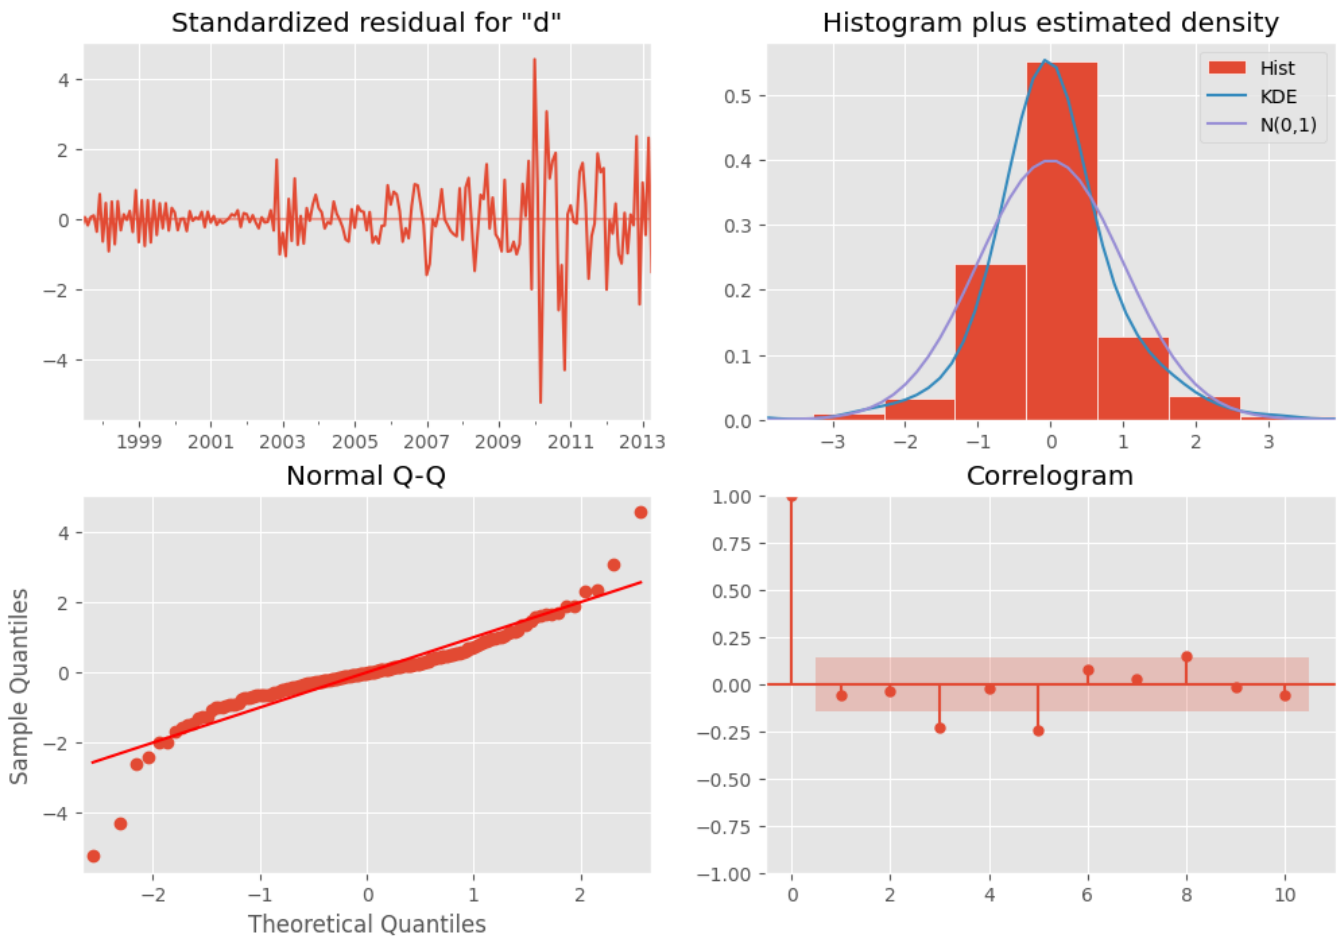 Standardized residual for "d"
4
2
0
−2
−4
1999 2001 2003 2005 2007 2009 2011 2013
Histogram plus estimated density
Hist
KDE
N(0,1)
0.5
0.4
0.3
0.2
0.1
0.0
−3 −2 −1 0 1 2 3
Normal Q-Q
Sample Quantiles
4
2
0
−2
−4
−2 −1 0 1 2
Theoretical Quantiles
Correlogram
1.00
0.75
0.50
0.25
0.00
−0.25
−0.50
−0.75
−1.00
0 2 4 6 8 10